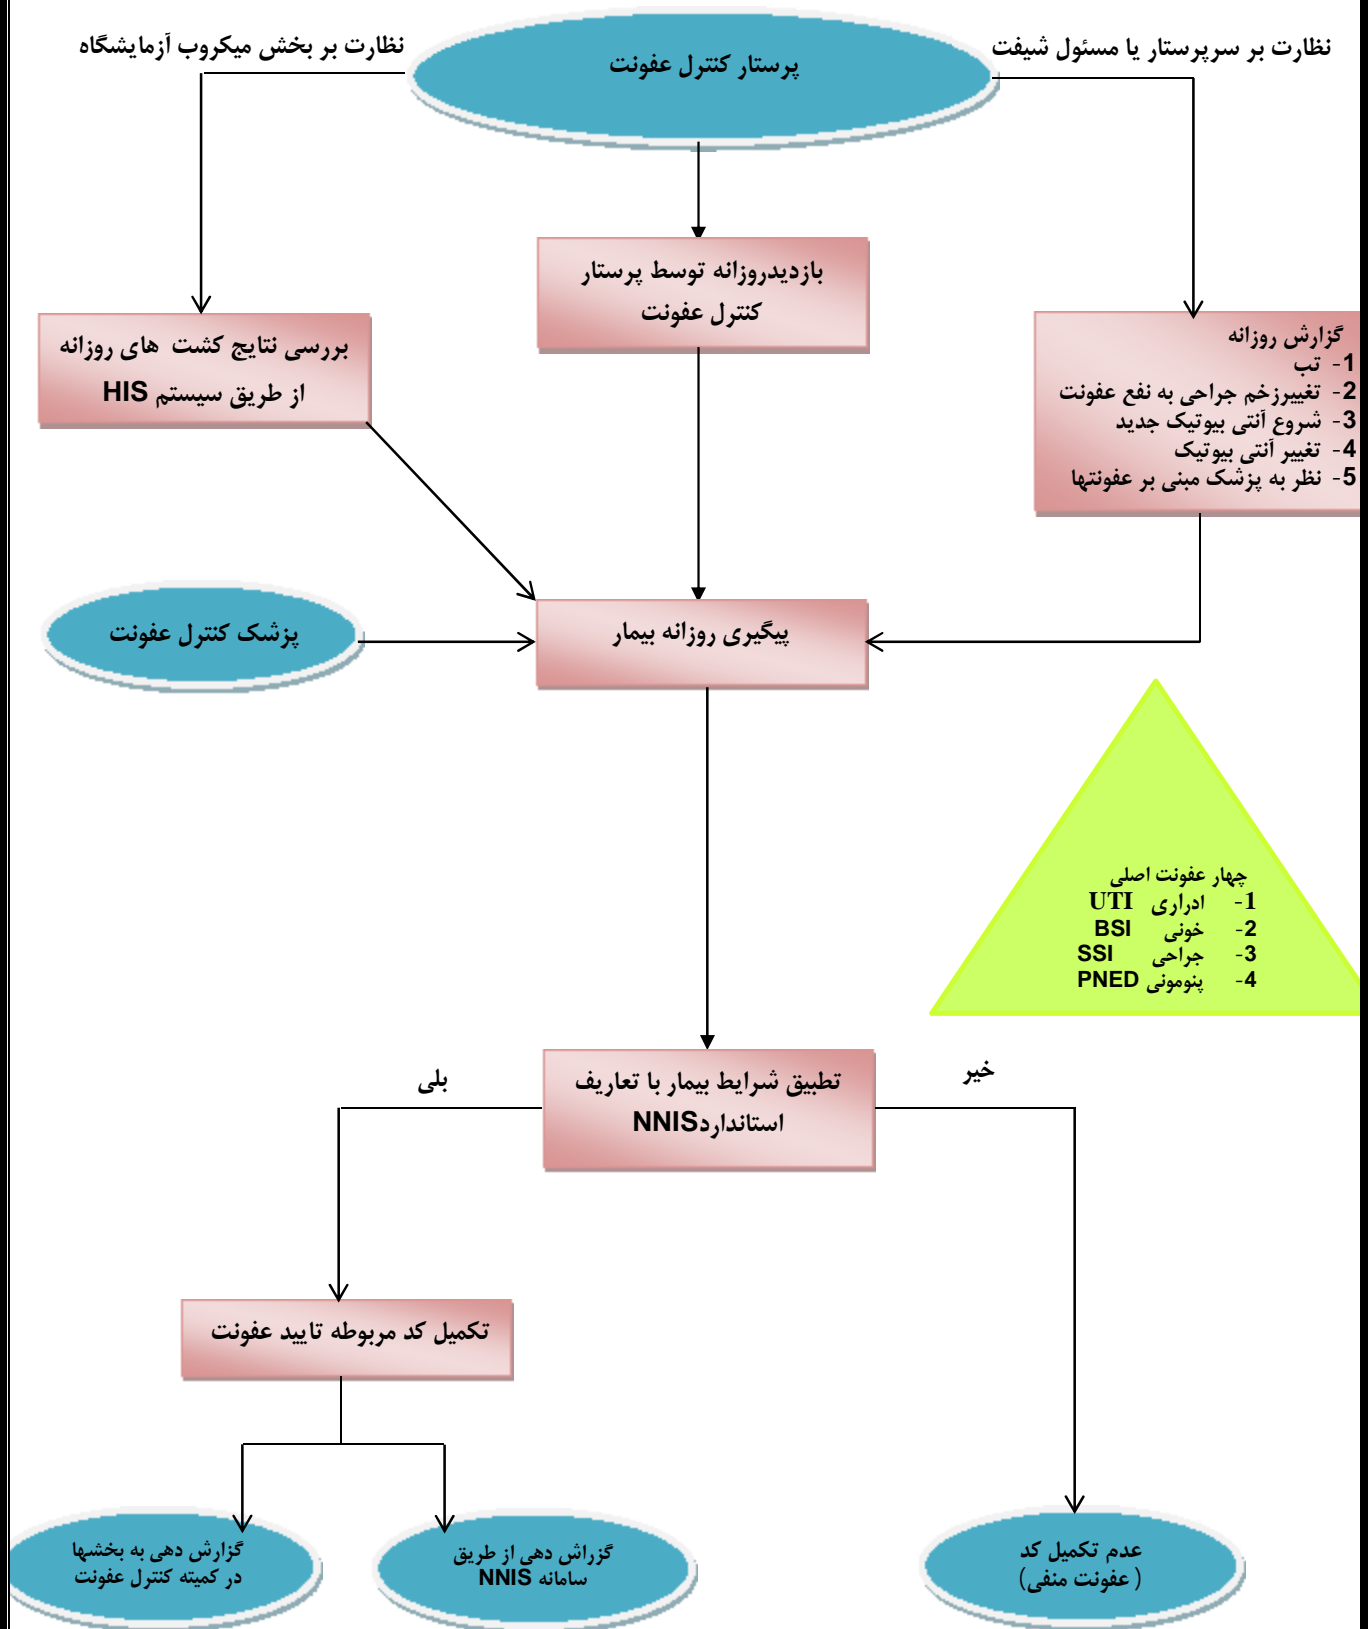 نظارت بر سرپرستار یا مسئول شیفت
پرستار کنترل عفونت
نظارت بر بخش میکروب آزمایشگاه
بازدیدروزانه توسط پرستار
کنترل عفونت
گزارش روزانه
1- تب
2- تغییرزخم جراحی به نفع عفونت
3- شروع آنتی بیوتیک جدید
4- تغییر آنتی بیوتیک
5- نظر به پزشک مبنی بر عفونتها
بررسی نتایج کشت های روزانه
از طریق سیستم HIS
پیگیری روزانه بیمار
پزشک کنترل عفونت
چهار عفونت اصلی
1- ادراری UTI
2- خونی BSI
3- جراحی SSI
4- پنومونی PNED
خیر
تطبیق شرایط بیمار با تعاریف
استانداردNNIS
بلی
تکمیل کد مربوطه تایید عفونت
عدم تکمیل کد
(عفونت منفی)
گزراش دهی از طریق
سامانه NNIS
گزارش دهی به بخشها
در کمیته کنترل عفونت